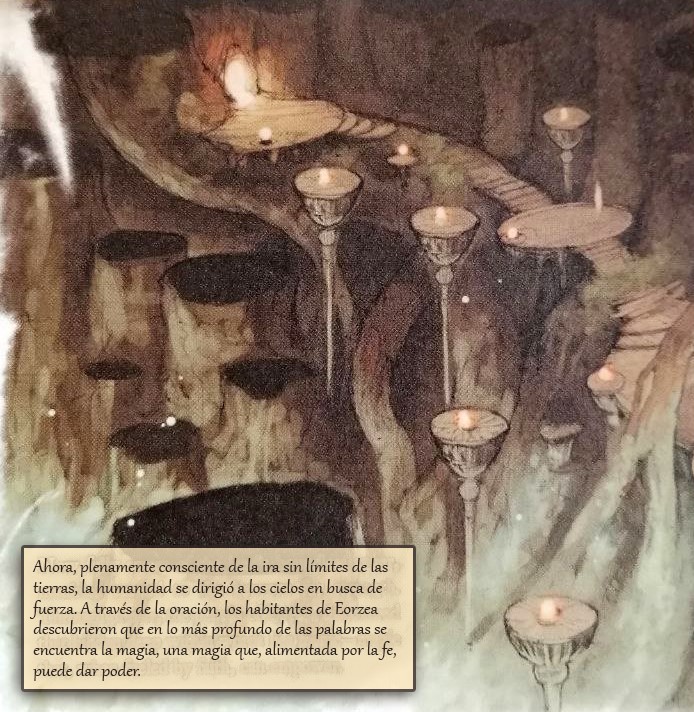 Ahora, plenamente consciente de la ira sin límites de las
tierras, la humanidad se dirigió a los cielos en busca de
fuerza. A través de la oración, los habitantes de Eorzea
descubrieron que en lo más profundo de las palabras se
encuentra la magia, una magia que, alimentada por la fe,
puede dar poder.